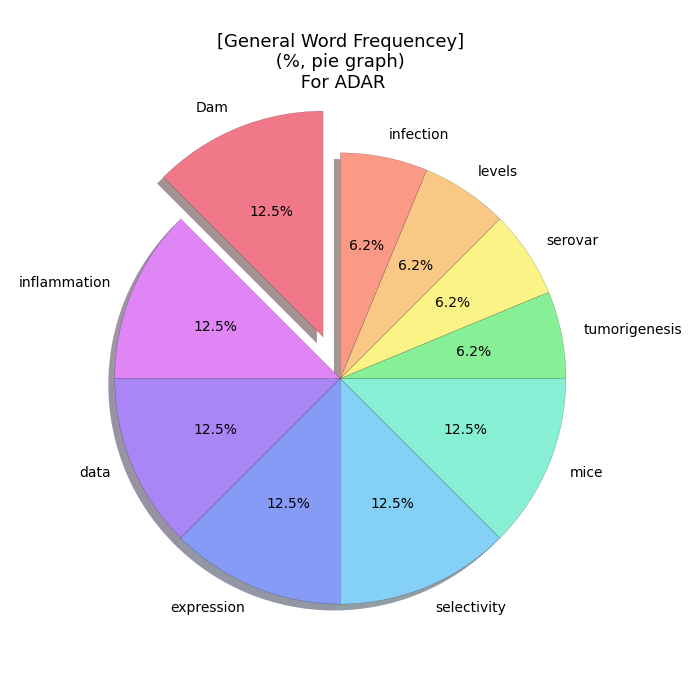 [General Word Frequencey]
(%, pie graph)
For ADAR
Dam
infection
levels
serovar
tumorigenesis
mice
selectivity
expression
data
inflammation
12.5%
6.2%
6.2%
6.2%
6.2%
12.5%
12.5%
12.5%
12.5%
12.5%